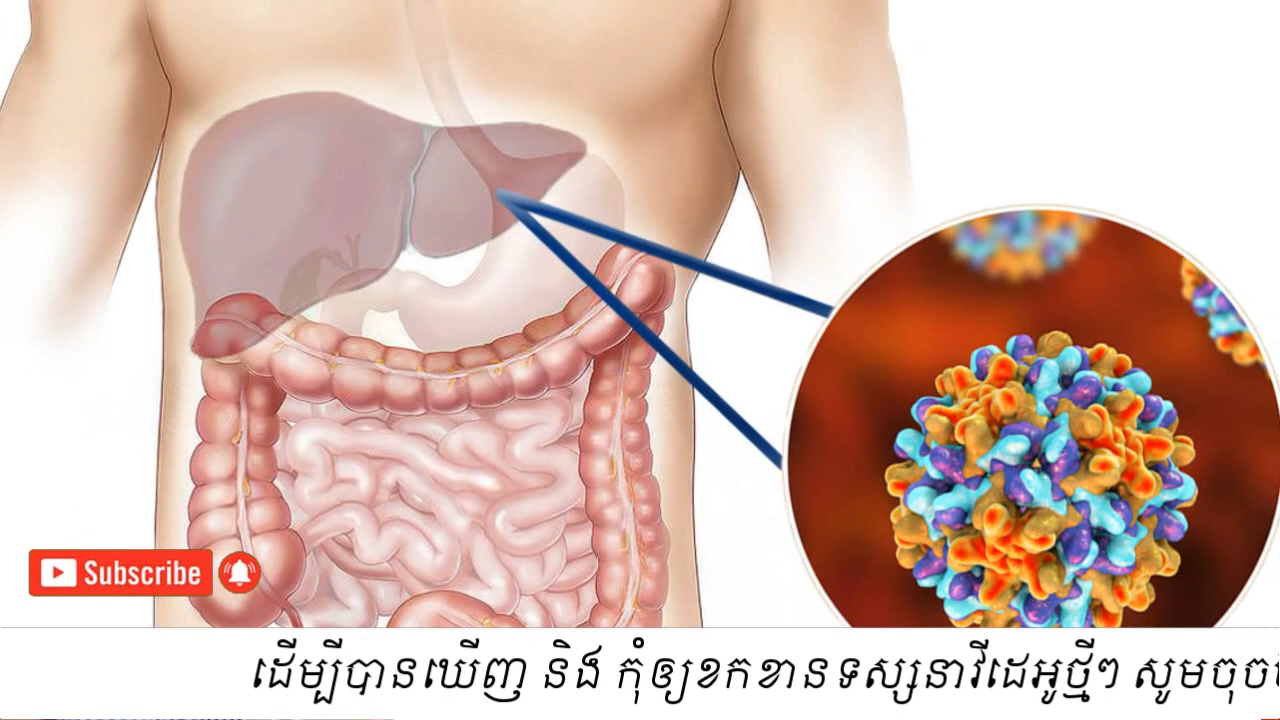 Subscribe
ដើម្បីបានឃើញ និង កុំឲ្យខកខានទស្សនាវីដេអូថ្មីៗ សូមចុច